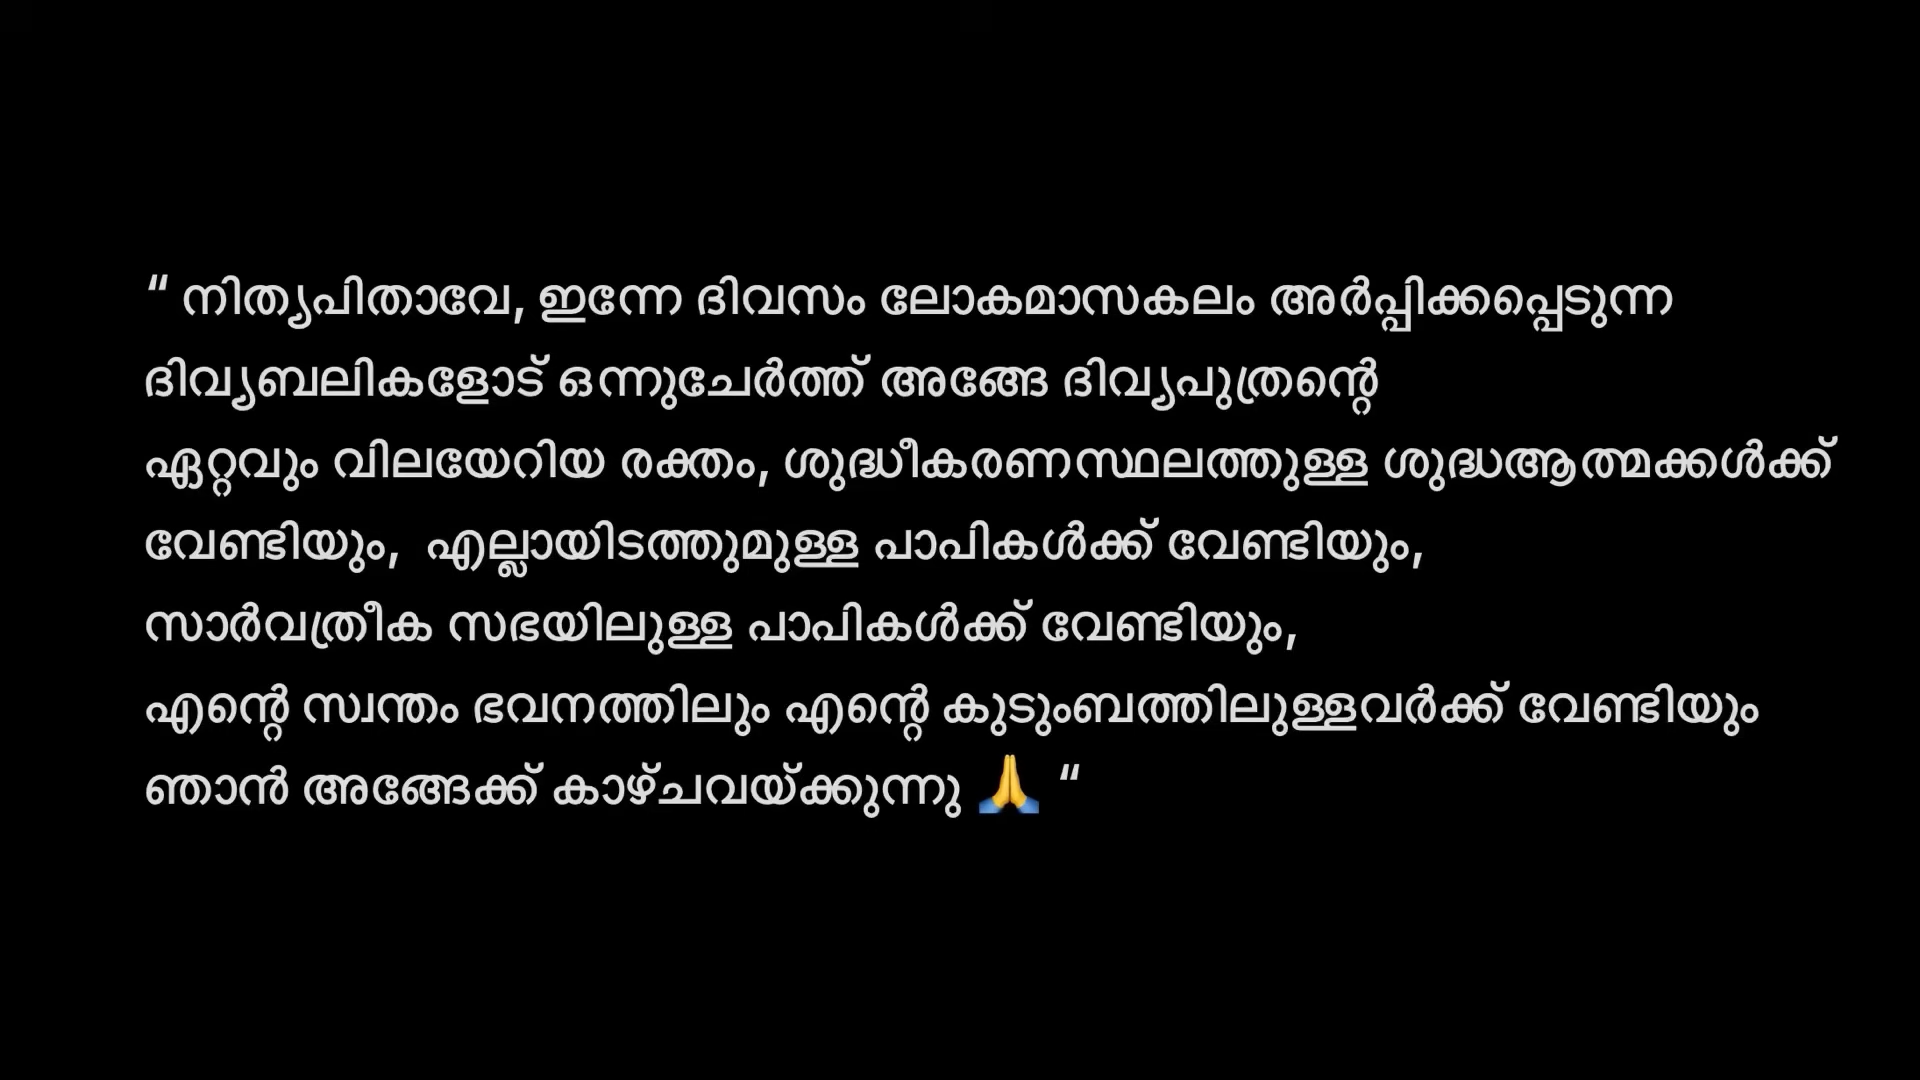 “ നിത്യപിതാവേ, ഇന്നേ ദിവസം ലോകമാസകലം അർപ്പിക്കപ്പെടുന്ന
ദിവ്യബലികളോട് ഒന്നുചേർത്ത് അങ്ങേ ദിവ്യപുത്രന്റെ
ഏറ്റവും വിലയേറിയ രക്തം, ശുദ്ധീകരണസ്ഥലത്തുള്ള ശുദ്ധആത്മക്കൾക്ക്
വേണ്ടിയും,  എല്ലായിടത്തുമുള്ള പാപികൾക്ക് വേണ്ടിയും,
സാർവത്രീക സഭയിലുള്ള പാപികൾക്ക് വേണ്ടിയും,
എന്റെ സ്വന്തം ഭവനത്തിലും എന്റെ കുടുംബത്തിലുള്ളവർക്ക് വേണ്ടിയും
ഞാൻ അങ്ങേക്ക് കാഴ്ചവയ്ക്കുന്നു 🙏 “